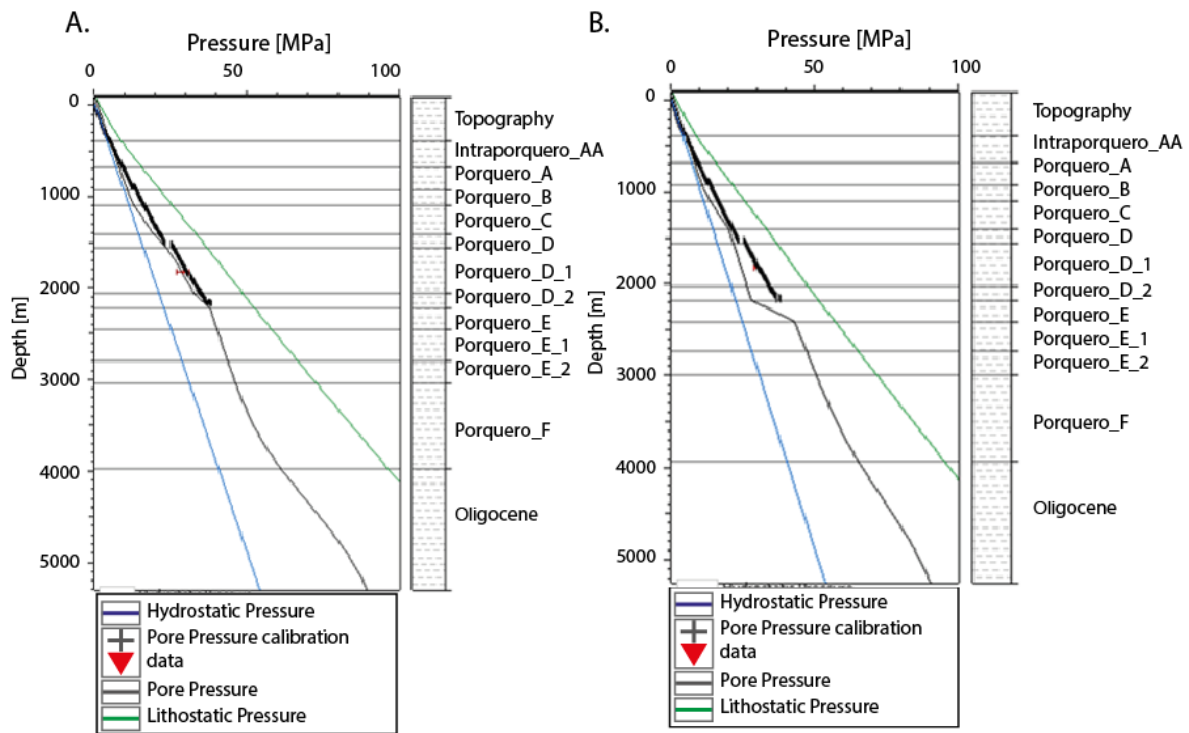 A.
Pressure [MPa]
0 50 100
Depth [m]
0
1000
2000
3000
4000
5000
Topography
Intraporquero_AA
Porquero_A
Porquero_B
Porquero_C
Porquero_D
Porquero_D_1
Porquero_D_2
Porquero_E
Porquero_E_1
Porquero_E_2
Porquero_F
Oligocene
Hydrostatic Pressure
Pore Pressure calibration
data
Pore Pressure
Lithostatic Pressure
B.
Pressure [MPa]
0 50 100
Depth [m]
0
1000
2000
3000
4000
5000
Topography
Intraporquero_AA
Porquero_A
Porquero_B
Porquero_C
Porquero_D
Porquero_D_1
Porquero_D_2
Porquero_E
Porquero_E_1
Porquero_E_2
Porquero_F
Oligocene
Hydrostatic Pressure
Pore Pressure calibration
data
Pore Pressure
Lithostatic Pressure